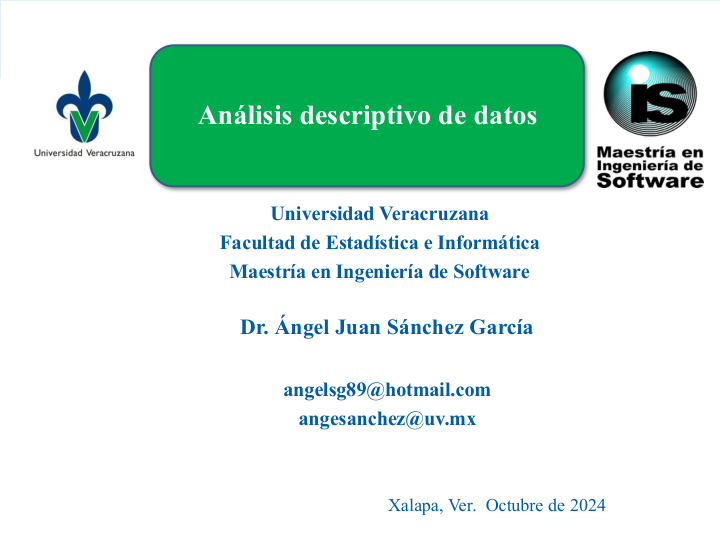 Análisis descriptivo de datos
Universidad Veracruzana
iS
Maestría en
Ingeniería de
Software
Universidad Veracruzana
Facultad de Estadística e Informática
Maestría en Ingeniería de Software
Dr. Ángel Juan Sánchez García
angelsg89@hotmail.com
angesanchez@uv.mx
Xalapa, Ver.  Octubre de 2024